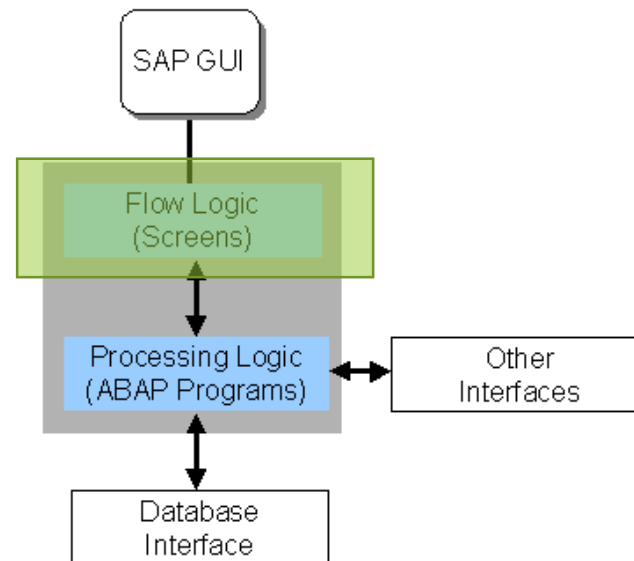 SAP GUI
Flow Logic
(Screens)
Processing Logic
(ABAP Programs)
Other
Interfaces
Database
Interface